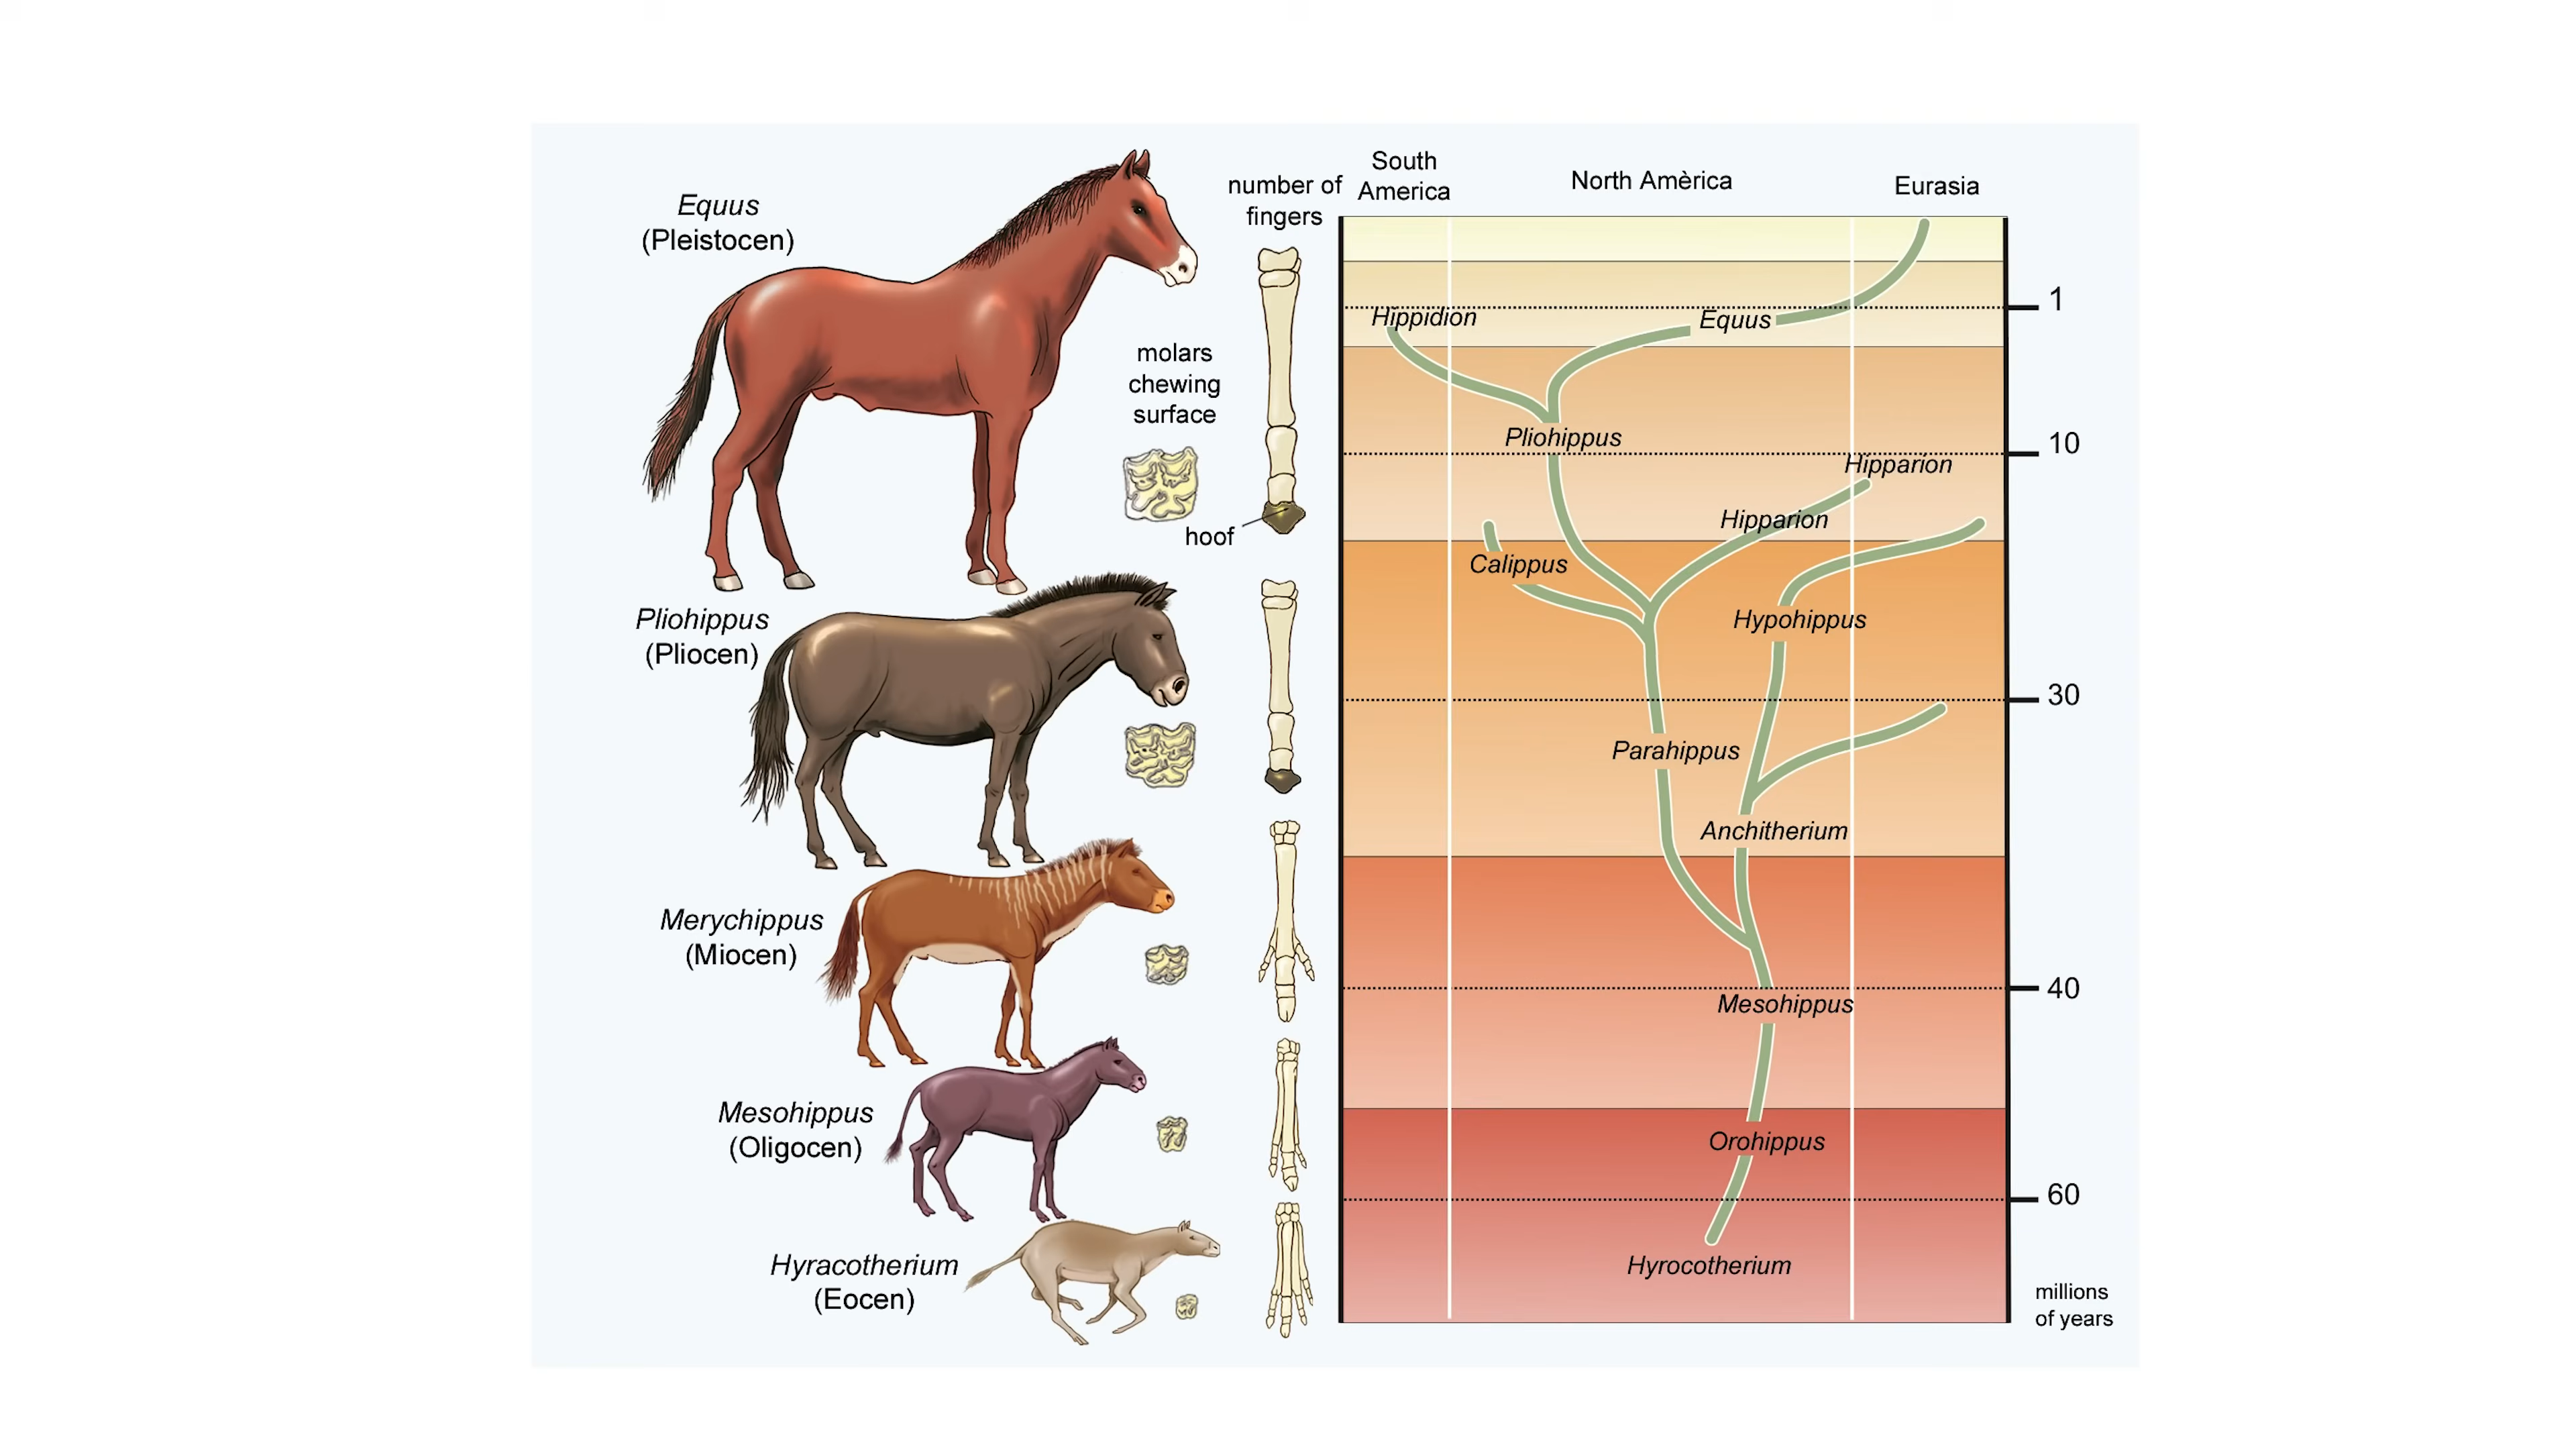 Equus
(Pleistocen)
molars
chewing
surface
hoof
Pliohippus
(Pliocen)
Merychippus
(Miocen)
Mesohippus
(Oligocen)
Hyracotherium
(Eocen)
number of
fingers
South
America
North Amèrica
Eurasia
Hippidion
Equus
Pliohippus
Hipparion
Hipparion
Calippus
Hypohippus
Parahippus
Anchitherium
Mesohippus
Orohippus
Hyrocotherium
1
10
30
40
60
millions
of years